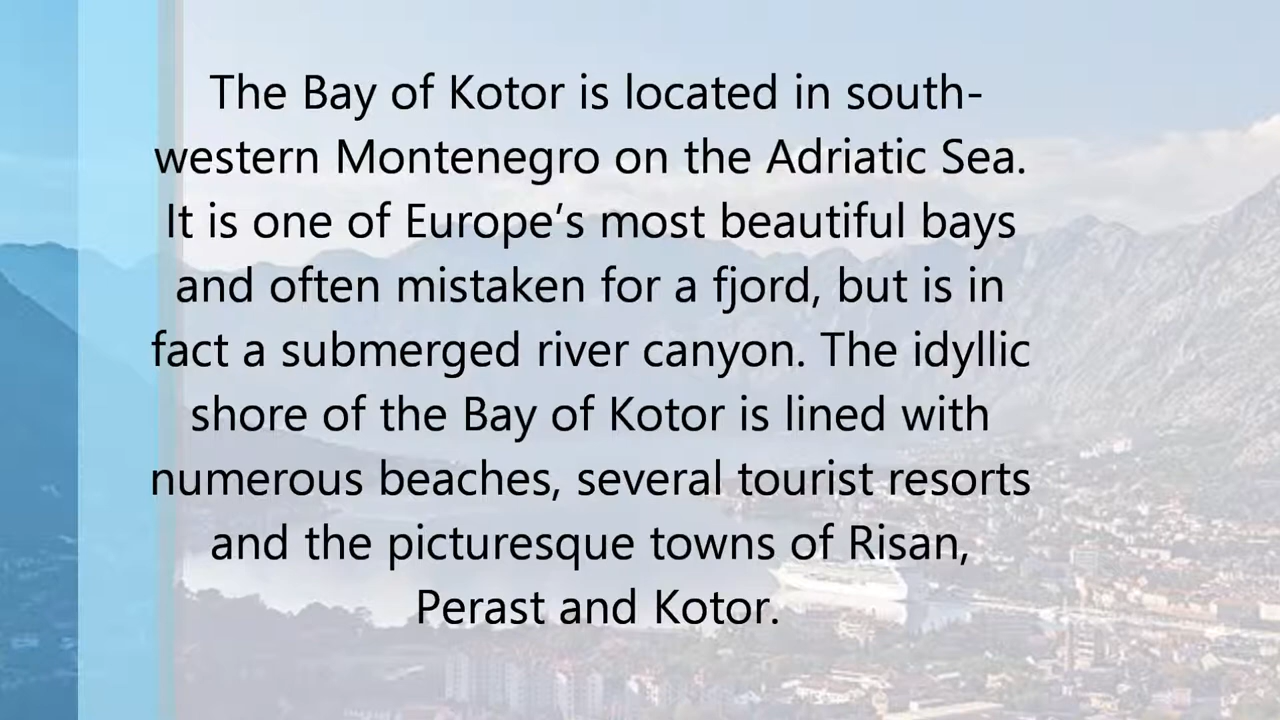 The Bay of Kotor is located in south-
western Montenegro on the Adriatic Sea.
It is one of Europe’s most beautiful bays
and often mistaken for a fjord, but is in
fact a submerged river canyon. The idyllic
shore of the Bay of Kotor is lined with
numerous beaches, several tourist resorts
and the picturesque towns of Risan,
Perast and Kotor.